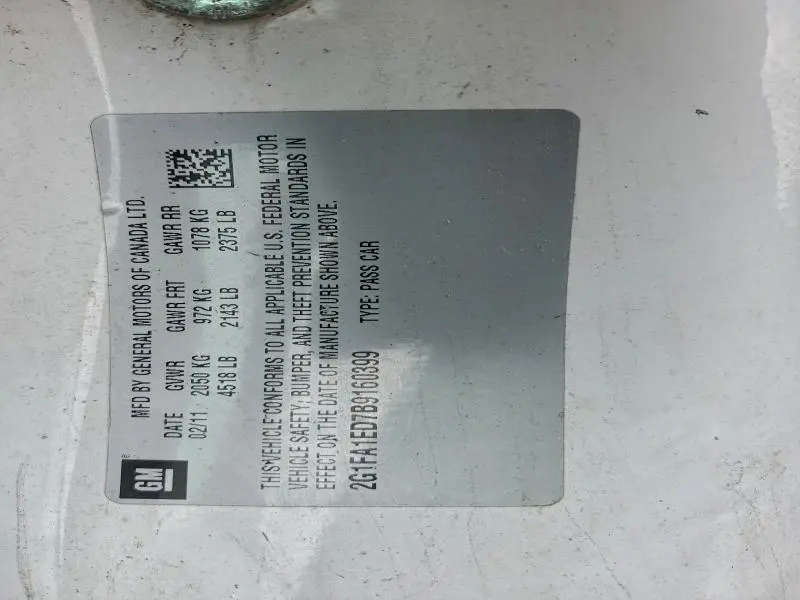 GM
MFD BY GENERAL MOTORS OF CANADA LTD.
DATE GVWR GAWR FRT GAWR RR
02/11 2050 KG 972 KG 1078 KG
4518 LB 2143 LB 2375 LB
THIS VEHICLE CONFORMS TO ALL APPLICABLE U.S. FEDERAL MOTOR
VEHICLE SAFETY, BUMPER, AND THEFT PREVENTION STANDARDS IN
EFFECT ON THE DATE OF MANUFACTURE SHOWN ABOVE.
2G1FA1ED7B9160399 TYPE: PASS CAR